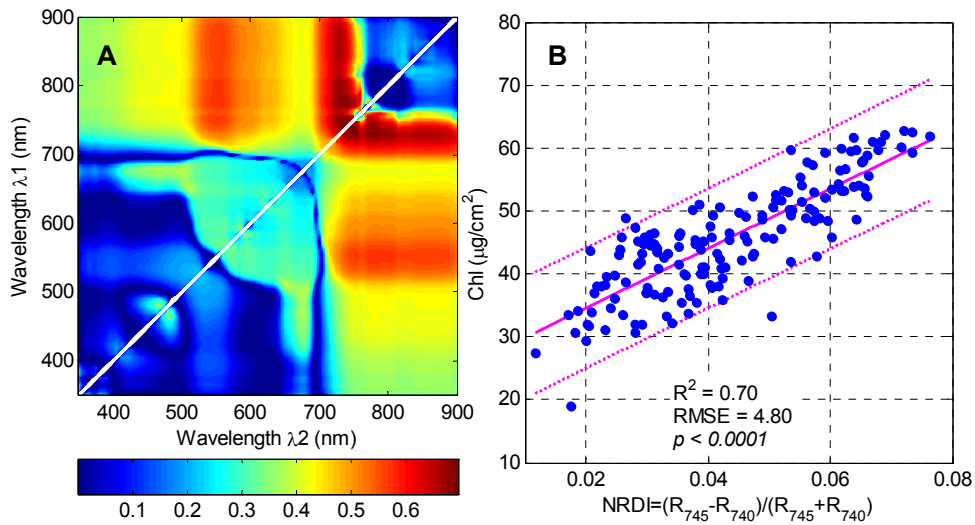 A
900
800
700
600
500
400
Wavelength λ1 (nm)
400 500 600 700 800 900
Wavelength λ2 (nm)
0.1 0.2 0.3 0.4 0.5 0.6
B
80
70
60
50
40
30
20
10
Chl (µg/cm2)
R2 = 0.70
RMSE = 4.80
p < 0.0001
0.02 0.04 0.06 0.08
NRDI=(R745-R740)/(R745+R740)